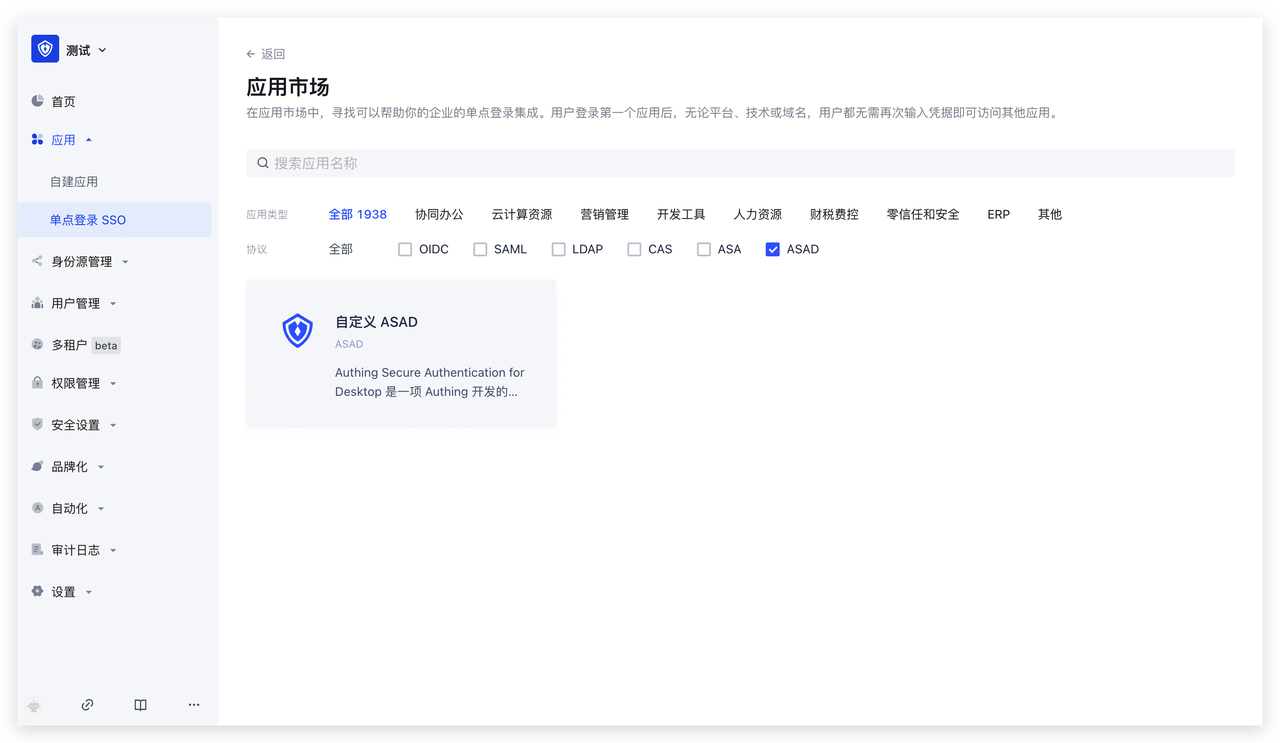 测试
首页
应用
自建应用
单点登录 SSO
身份源管理
用户管理
多租户 beta
权限管理
安全设置
品牌化
自动化
审计日志
设置
返回
应用市场
在应用市场中，寻找可以帮助你的企业的单点登录集成。用户登录第一个应用后，无论平台、技术或域名，用户都无需再次输入凭据即可访问其他应用。
搜索应用名称
应用类型 全部 1938 协同办公 云计算资源 营销管理 开发工具 人力资源 财税费控 零信任和安全 ERP 其他
协议 全部 OIDC SAML LDAP CAS ASA ASAD
自定义 ASAD
ASAD
Authing Secure Authentication for
Desktop 是一项 Authing 开发的...